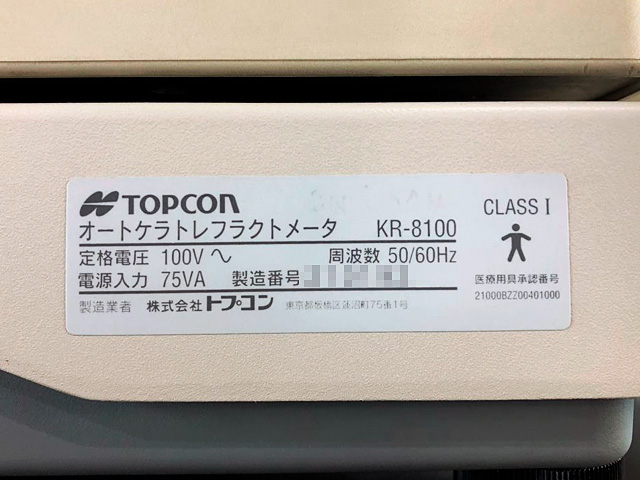 TOPCON
オートケラトレフラクトメータ KR-8100
定格電圧 100V〜 周波数 50/60Hz
電源入力 75VA 製造番号
製造業者 株式会社トプコン 東京都板橋区蓮沼町75番1号
CLASS I
医療用具承認番号
21000BZZ00401000